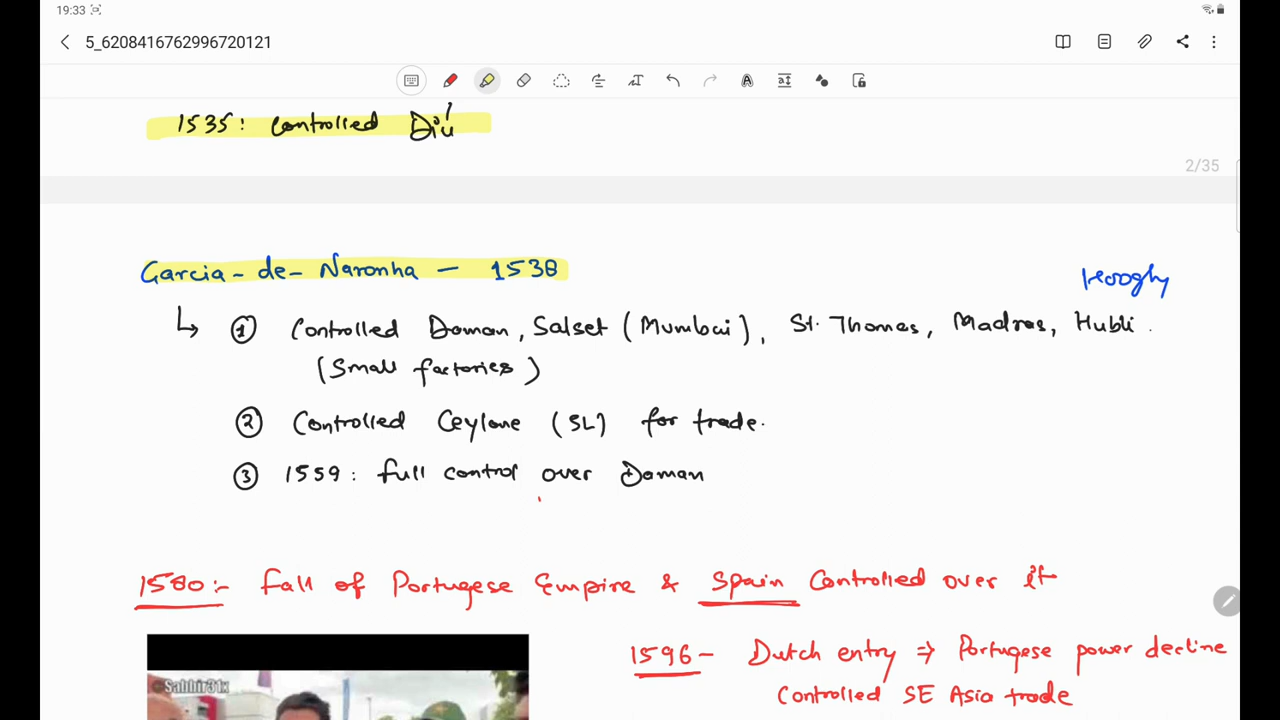 19:33
5_6208416762996720121
1535: Controlled Diu
2/35
Garcia-de-Naronha - 1538
Hoogly
↳ ① Controlled Daman, Salset (Mumbai), St. Thomas, Madras, Hubli.
(Small factories)
② Controlled Ceylone (SL) for trade.
③ 1559: full control over Daman
1580:- Fall of Portugese Empire & Spain Controlled over it
1596- Dutch entry ⇒ Portugese power decline
Controlled SE Asia trade
©Sabbir31x